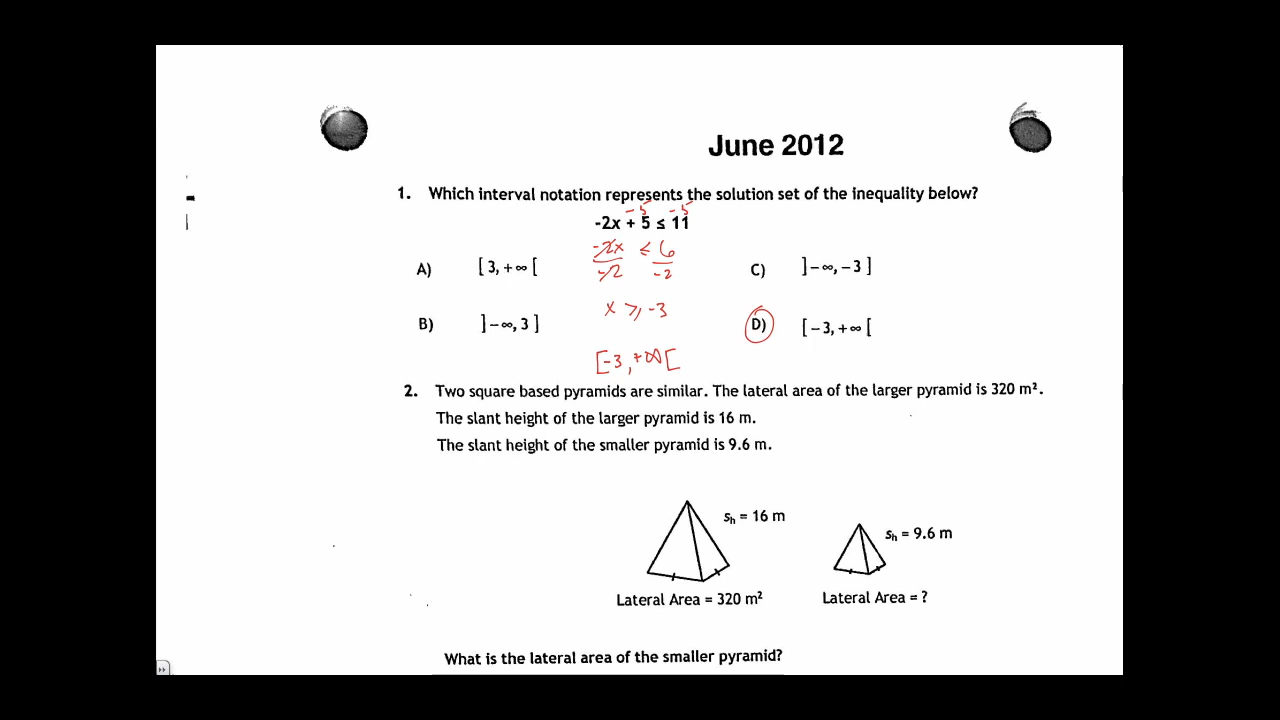 June 2012
1. Which interval notation represents the solution set of the inequality below?
-5 -5
-2x + 5 ≤ 11
-2x ≤ 6
-2 -2
A) [ 3, +∞ [
C) ]-∞, -3 ]
x ≥ -3
B) ]-∞, 3 ]
D) [ -3, +∞ [
[-3, +∞ [
2. Two square based pyramids are similar. The lateral area of the larger pyramid is 320 m².
The slant height of the larger pyramid is 16 m.
The slant height of the smaller pyramid is 9.6 m.
sₕ = 16 m
sₕ = 9.6 m
Lateral Area = 320 m²
Lateral Area = ?
What is the lateral area of the smaller pyramid?